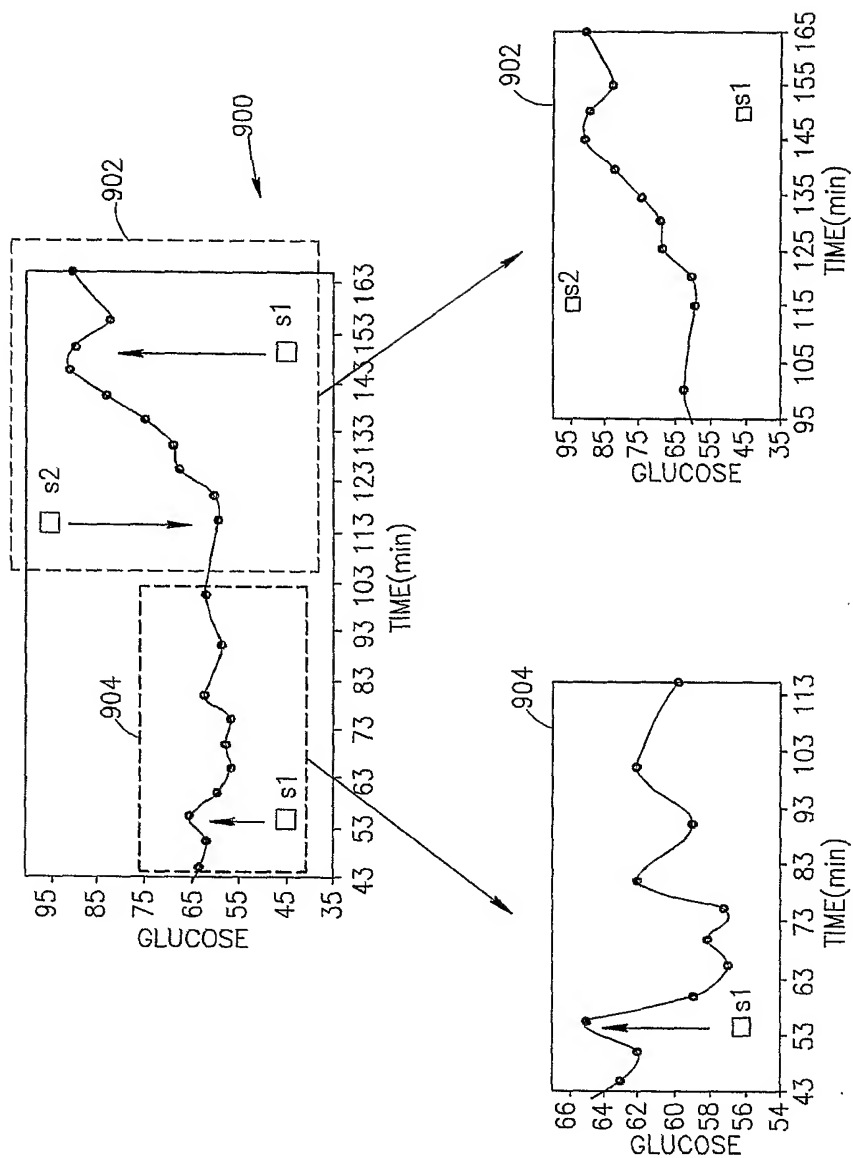 900
902
904
95
85
75
65
55
45
35
GLUCOSE
s1
s2
s1
43 53 63 73 83 93 103 113 123 133 143 153 163
TIME(min)
904
66
64
62
60
58
56
54
GLUCOSE
s1
43 53 63 73 83 93 103 113
TIME(min)
902
95
85
75
65
55
45
35
GLUCOSE
s2
s1
95 105 115 125 135 145 155 165
TIME(min)